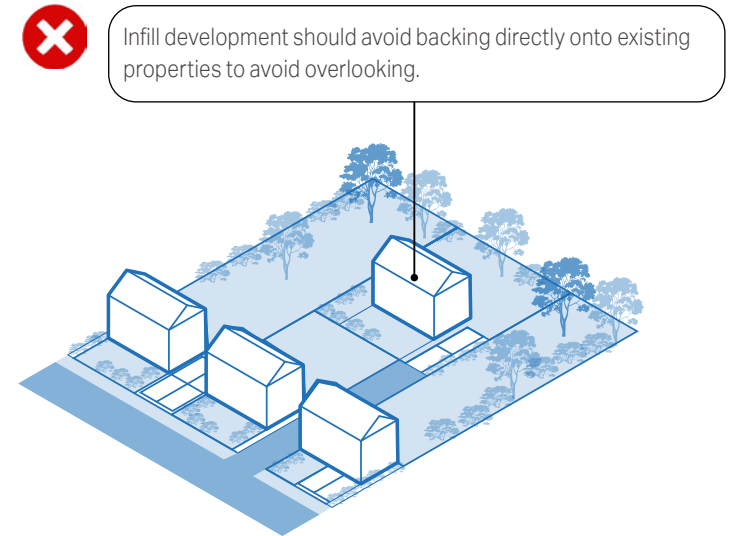 Infill development should avoid backing directly onto existing
properties to avoid overlooking.